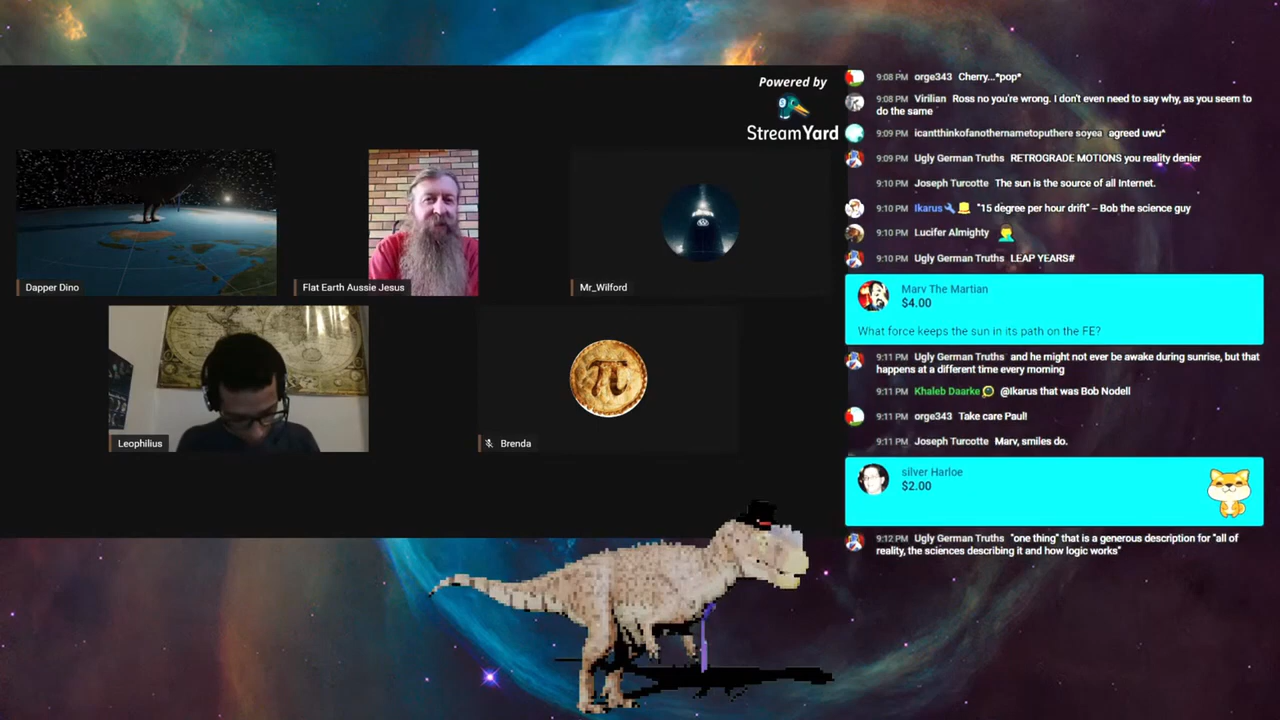 Powered by
StreamYard
Dapper Dino
Flat Earth Aussie Jesus
Mr_Wilford
Leophilius
Brenda
9:08 PM orge343 Cherry...*pop*
9:08 PM Virilian Ross no you're wrong. I don't even need to say why, as you seem to
do the same
9:09 PM icantthinkofanothernametoputhere soyea agreed uwu^
9:09 PM Ugly German Truths RETROGRADE MOTIONS you reality denier
9:10 PM Joseph Turcotte The sun is the source of all Internet.
9:10 PM Ikarus "15 degree per hour drift" – Bob the science guy
9:10 PM Lucifer Almighty
9:10 PM Ugly German Truths LEAP YEARS#
Marv The Martian
$4.00
What force keeps the sun in its path on the FE?
9:11 PM Ugly German Truths and he might not ever be awake during sunrise, but that
happens at a different time every morning
9:11 PM Khaleb Daarke @Ikarus that was Bob Nodell
9:11 PM orge343 Take care Paul!
9:11 PM Joseph Turcotte Marv, smiles do.
silver Harloe
$2.00
9:12 PM Ugly German Truths "one thing" that is a generous description for "all of
reality, the sciences describing it and how logic works"